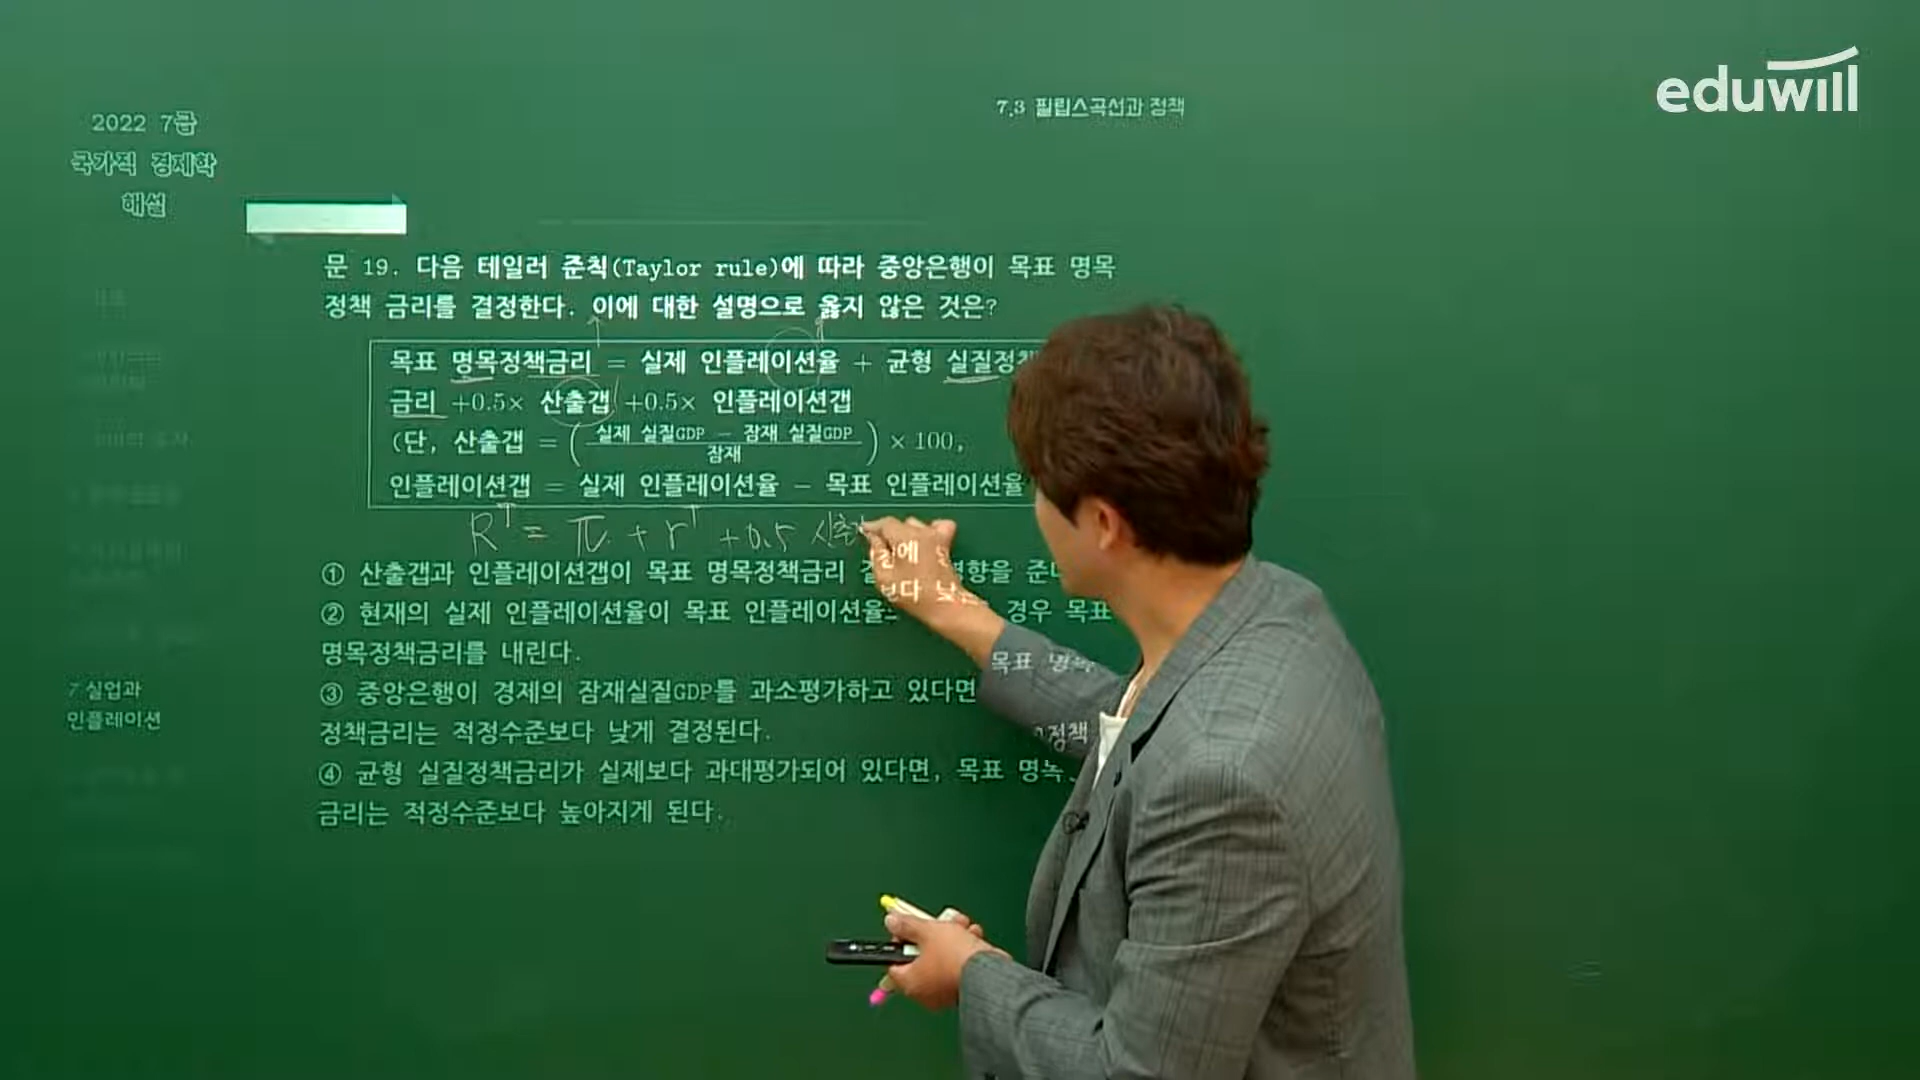 eduwill
7.3 필립스곡선과 정책
2022 7급
국가직 경제학
해설
문 19. 다음 테일러 준칙(Taylor rule)에 따라 중앙은행이 목표 명목
정책 금리를 결정한다. 이에 대한 설명으로 옳지 않은 것은?
목표 명목정책금리 = 실제 인플레이션율 + 균형 실질정책
금리 +0.5× 산출갭 +0.5× 인플레이션갭
(단, 산출갭 = (실제 실질GDP − 잠재 실질GDP / 잠재) × 100,
인플레이션갭 = 실제 인플레이션율 − 목표 인플레이션율
R^T = π + r^T + 0.5
① 산출갭과 인플레이션갭이 목표 명목정책금리
② 현재의 실제 인플레이션율이 목표 인플레이션율 경우 목표
명목정책금리를 내린다.
③ 중앙은행이 경제의 잠재실질GDP를 과소평가하고 있다면
정책금리는 적정수준보다 낮게 결정된다.
④ 균형 실질정책금리가 실제보다 과대평가되어 있다면, 목표
금리는 적정수준보다 높아지게 된다.
7 실업과
인플레이션